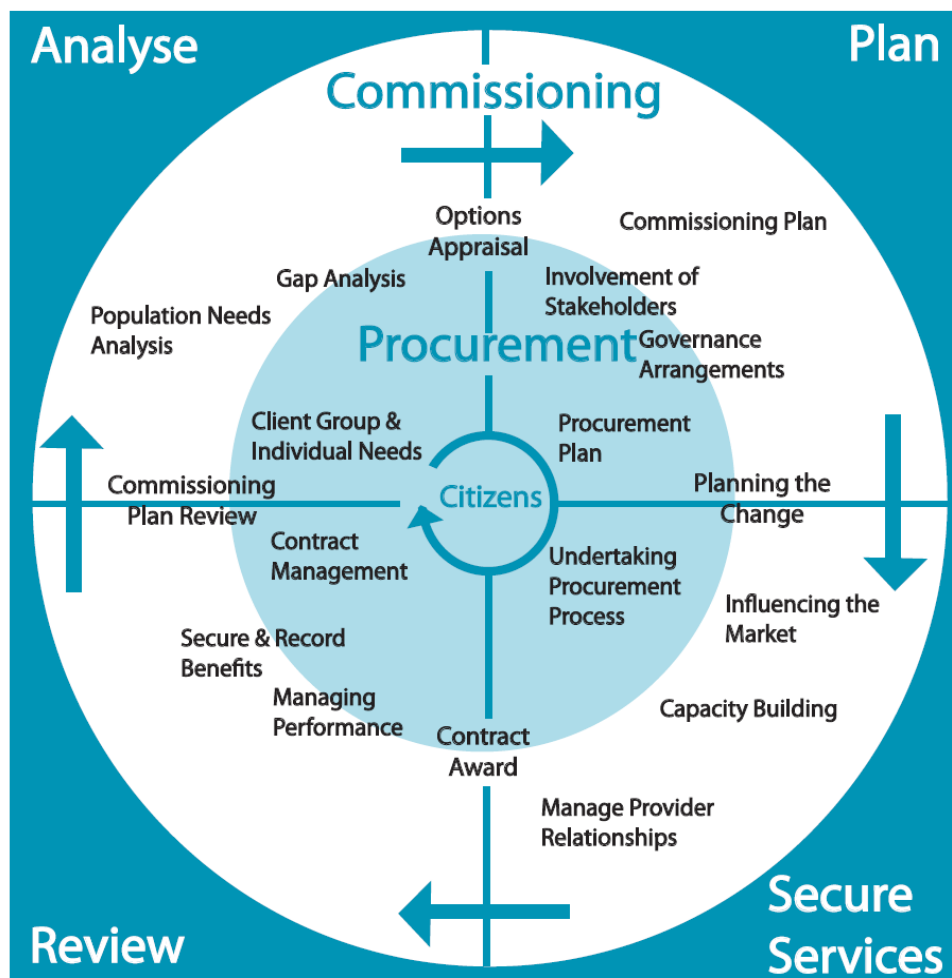 Analyse
Plan
Commissioning
Options
Appraisal
Commissioning Plan
Gap Analysis
Involvement of
Stakeholders
Population Needs
Analysis
Procurement
Governance
Arrangements
Client Group &
Individual Needs
Procurement
Plan
Commissioning
Plan Review
Citizens
Planning the
Change
Contract
Management
Undertaking
Procurement
Process
Influencing the
Market
Secure & Record
Benefits
Managing
Performance
Capacity Building
Contract
Award
Manage Provider
Relationships
Review
Secure
Services